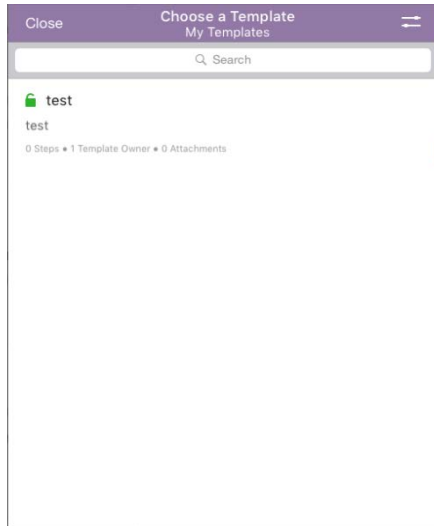 Close
Choose a Template
My Templates
Search
test
test
0 Steps • 1 Template Owner • 0 Attachments